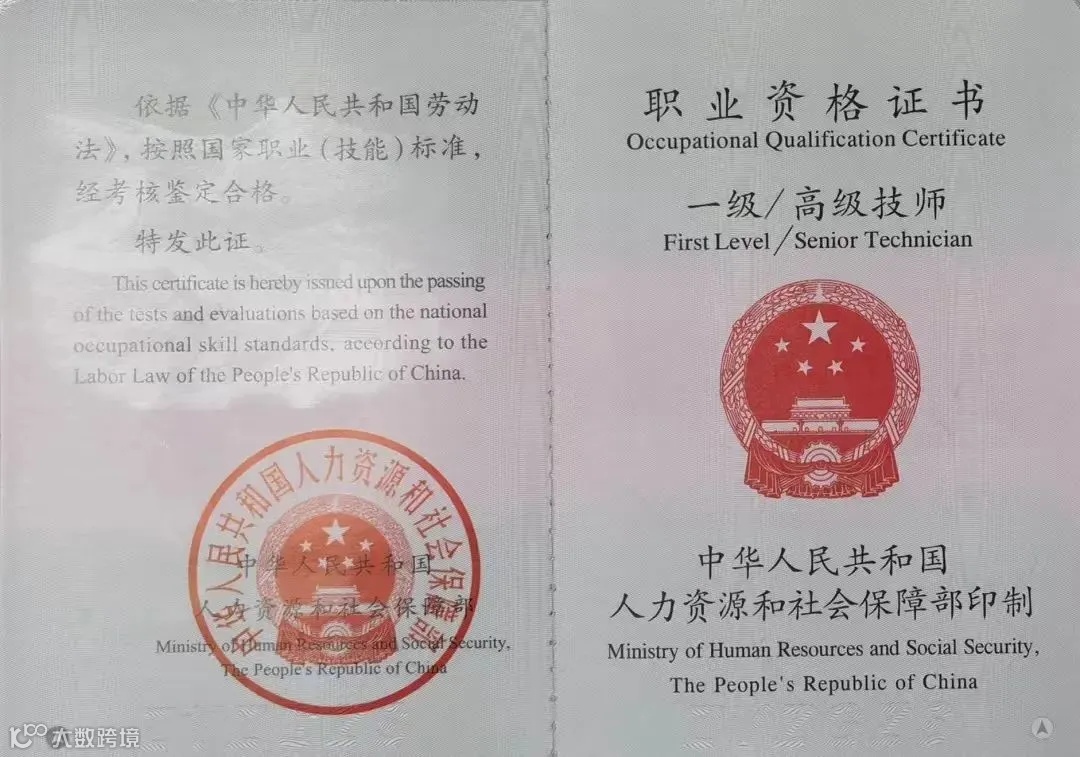 依据《中华人民共和国劳动
法》，按照国家职业（技能）标准，
经考核鉴定合格。
特发此证。
This certificate is hereby issned upon the passing
of the tests and evaluations based on the national
occupational skill standards, according to the
Labor Law of the People's Republic of China.
中华人民共和国人力资源和社会保障部
中华人民共和国
人力资源和社会保障部
Ministry of Human Resources and Social Security,
The People's Republic of China
职业资格证书
Occupational Qualification Certificate
一级/高级技师
First Level/Senior Technician
中华人民共和国
人力资源和社会保障部印制
Ministry of Human Resources and Social Security,
The People's Republic of China
大数跨境